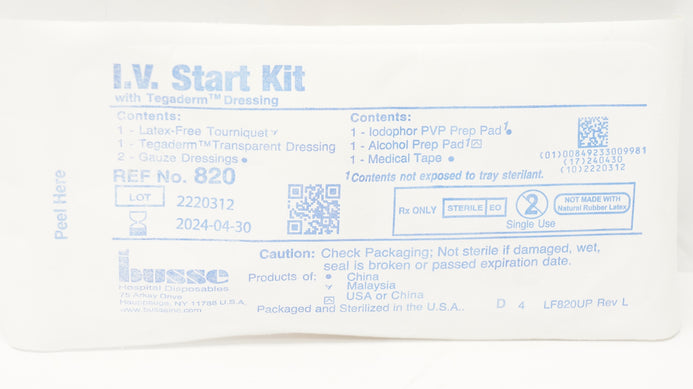 I.V. Start Kit
with Tegaderm™ Dressing
Contents:
1 - Latex-Free Tourniquet
1 - Tegaderm™ Transparent Dressing
2 - Gauze Dressings ●
REF No. 820
LOT 2220312
2024-04-30
Contents:
1 - Iodophor PVP Prep Pad¹ ●
1 - Alcohol Prep Pad¹
1 - Medical Tape ●
¹Contents not exposed to tray sterilant.
(01)00849233009981
(17)240430
(10)2220312
Rx ONLY
STERILE EO
2
Single Use
NOT MADE WITH
Natural Rubber Latex
Peel Here
busse
Hospital Disposables
75 Arkay Drive
Hauppauge, NY 11788 U.S.A.
www.busseinc.com
Caution: Check Packaging; Not sterile if damaged, wet,
seal is broken or passed expiration date.
Products of: ● China
Malaysia
USA or China
Packaged and Sterilized in the U.S.A..
D 4 LF820UP Rev L